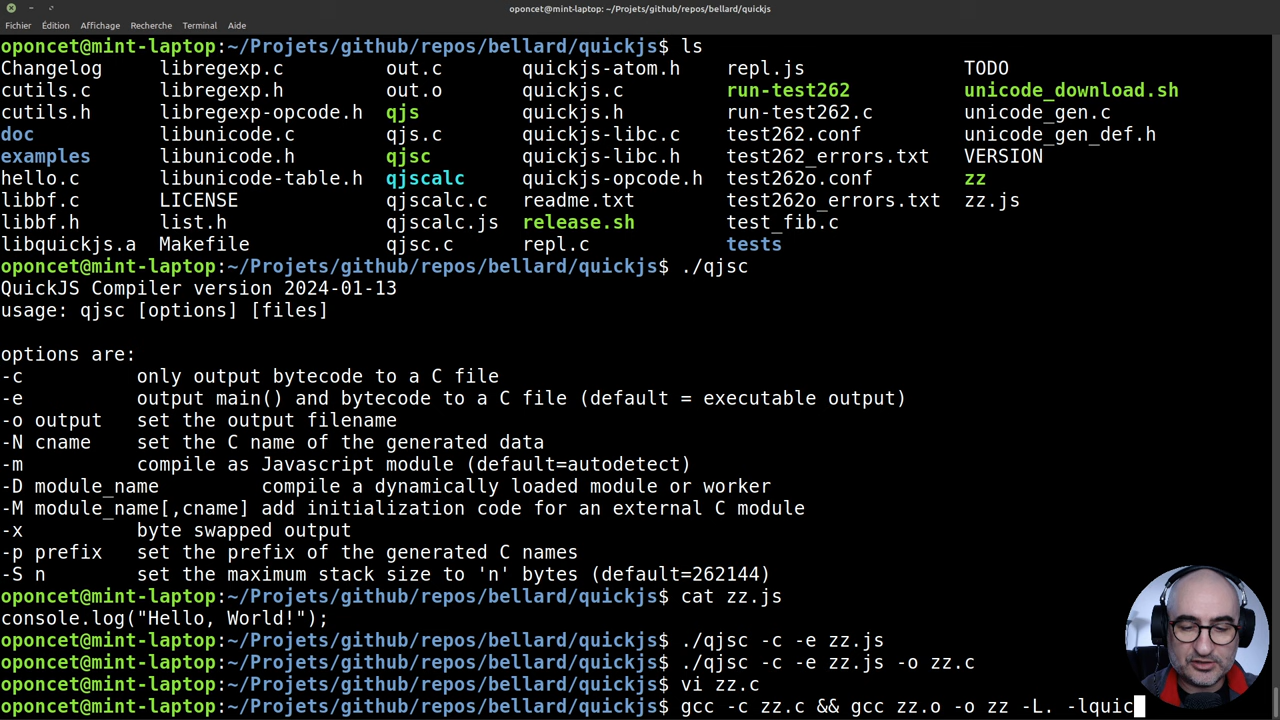 oponcet@mint-laptop:~/Projets/github/repos/bellard/quickjs
Fichier Édition Affichage Recherche Terminal Aide
oponcet@mint-laptop:~/Projets/github/repos/bellard/quickjs$ ls
Changelog libregexp.c out.c quickjs-atom.h repl.js TODO
cutils.c libregexp.h out.o quickjs.c run-test262 unicode_download.sh
cutils.h libregexp-opcode.h qjs quickjs.h run-test262.c unicode_gen.c
doc libunicode.c qjs.c quickjs-libc.c test262.conf unicode_gen_def.h
examples libunicode.h qjsc quickjs-libc.h test262_errors.txt VERSION
hello.c libunicode-table.h qjscalc quickjs-opcode.h test262o.conf zz
libbf.c LICENSE qjscalc.c readme.txt test262o_errors.txt zz.js
libbf.h list.h qjscalc.js release.sh test_fib.c
libquickjs.a Makefile qjsc.c repl.c tests
oponcet@mint-laptop:~/Projets/github/repos/bellard/quickjs$ ./qjsc
QuickJS Compiler version 2024-01-13
usage: qjsc [options] [files]
options are:
-c only output bytecode to a C file
-e output main() and bytecode to a C file (default = executable output)
-o output set the output filename
-N cname set the C name of the generated data
-m compile as Javascript module (default=autodetect)
-D module_name compile a dynamically loaded module or worker
-M module_name[,cname] add initialization code for an external C module
-x byte swapped output
-p prefix set the prefix of the generated C names
-S n set the maximum stack size to 'n' bytes (default=262144)
oponcet@mint-laptop:~/Projets/github/repos/bellard/quickjs$ cat zz.js
console.log("Hello, World!");
oponcet@mint-laptop:~/Projets/github/repos/bellard/quickjs$ ./qjsc -c -e zz.js
oponcet@mint-laptop:~/Projets/github/repos/bellard/quickjs$ ./qjsc -c -e zz.js -o zz.c
oponcet@mint-laptop:~/Projets/github/repos/bellard/quickjs$ vi zz.c
oponcet@mint-laptop:~/Projets/github/repos/bellard/quickjs$ gcc -c zz.c && gcc zz.o -o zz -L. -lquic